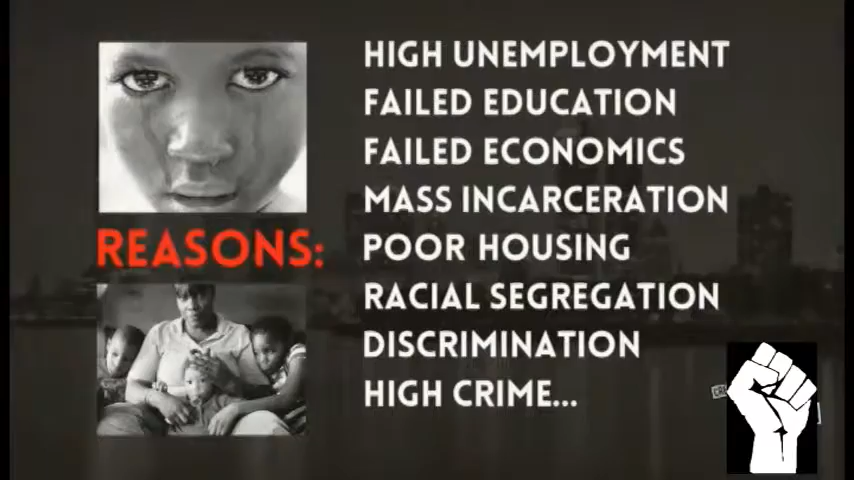 REASONS:
HIGH UNEMPLOYMENT
FAILED EDUCATION
FAILED ECONOMICS
MASS INCARCERATION
POOR HOUSING
RACIAL SEGREGATION
DISCRIMINATION
HIGH CRIME...